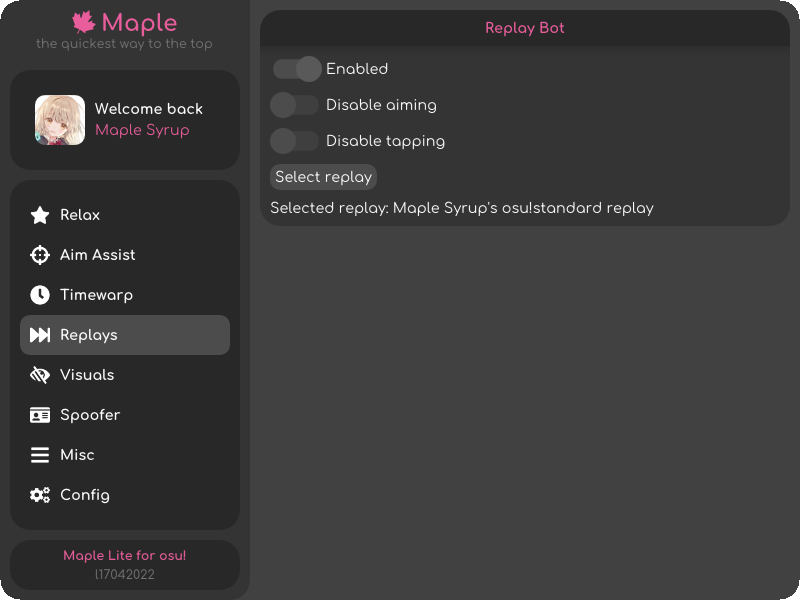 Maple
the quickest way to the top
Welcome back
Maple Syrup
Relax
Aim Assist
Timewarp
Replays
Visuals
Spoofer
Misc
Config
Maple Lite for osu!
l17042022
Replay Bot
Enabled
Disable aiming
Disable tapping
Select replay
Selected replay: Maple Syrup's osu!standard replay